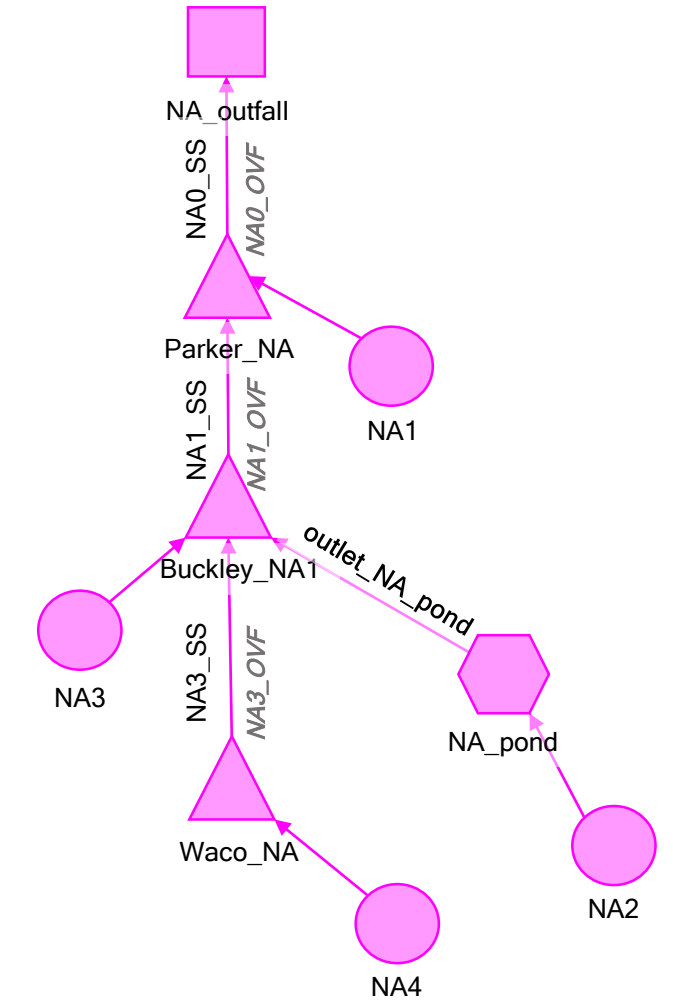 NA_outfall
NA0_SS
NA0_OVF
Parker_NA
NA1
NA1_SS
NA1_OVF
outlet_NA_pond
Buckley_NA1
NA3
NA3_SS
NA3_OVF
NA_pond
Waco_NA
NA2
NA4